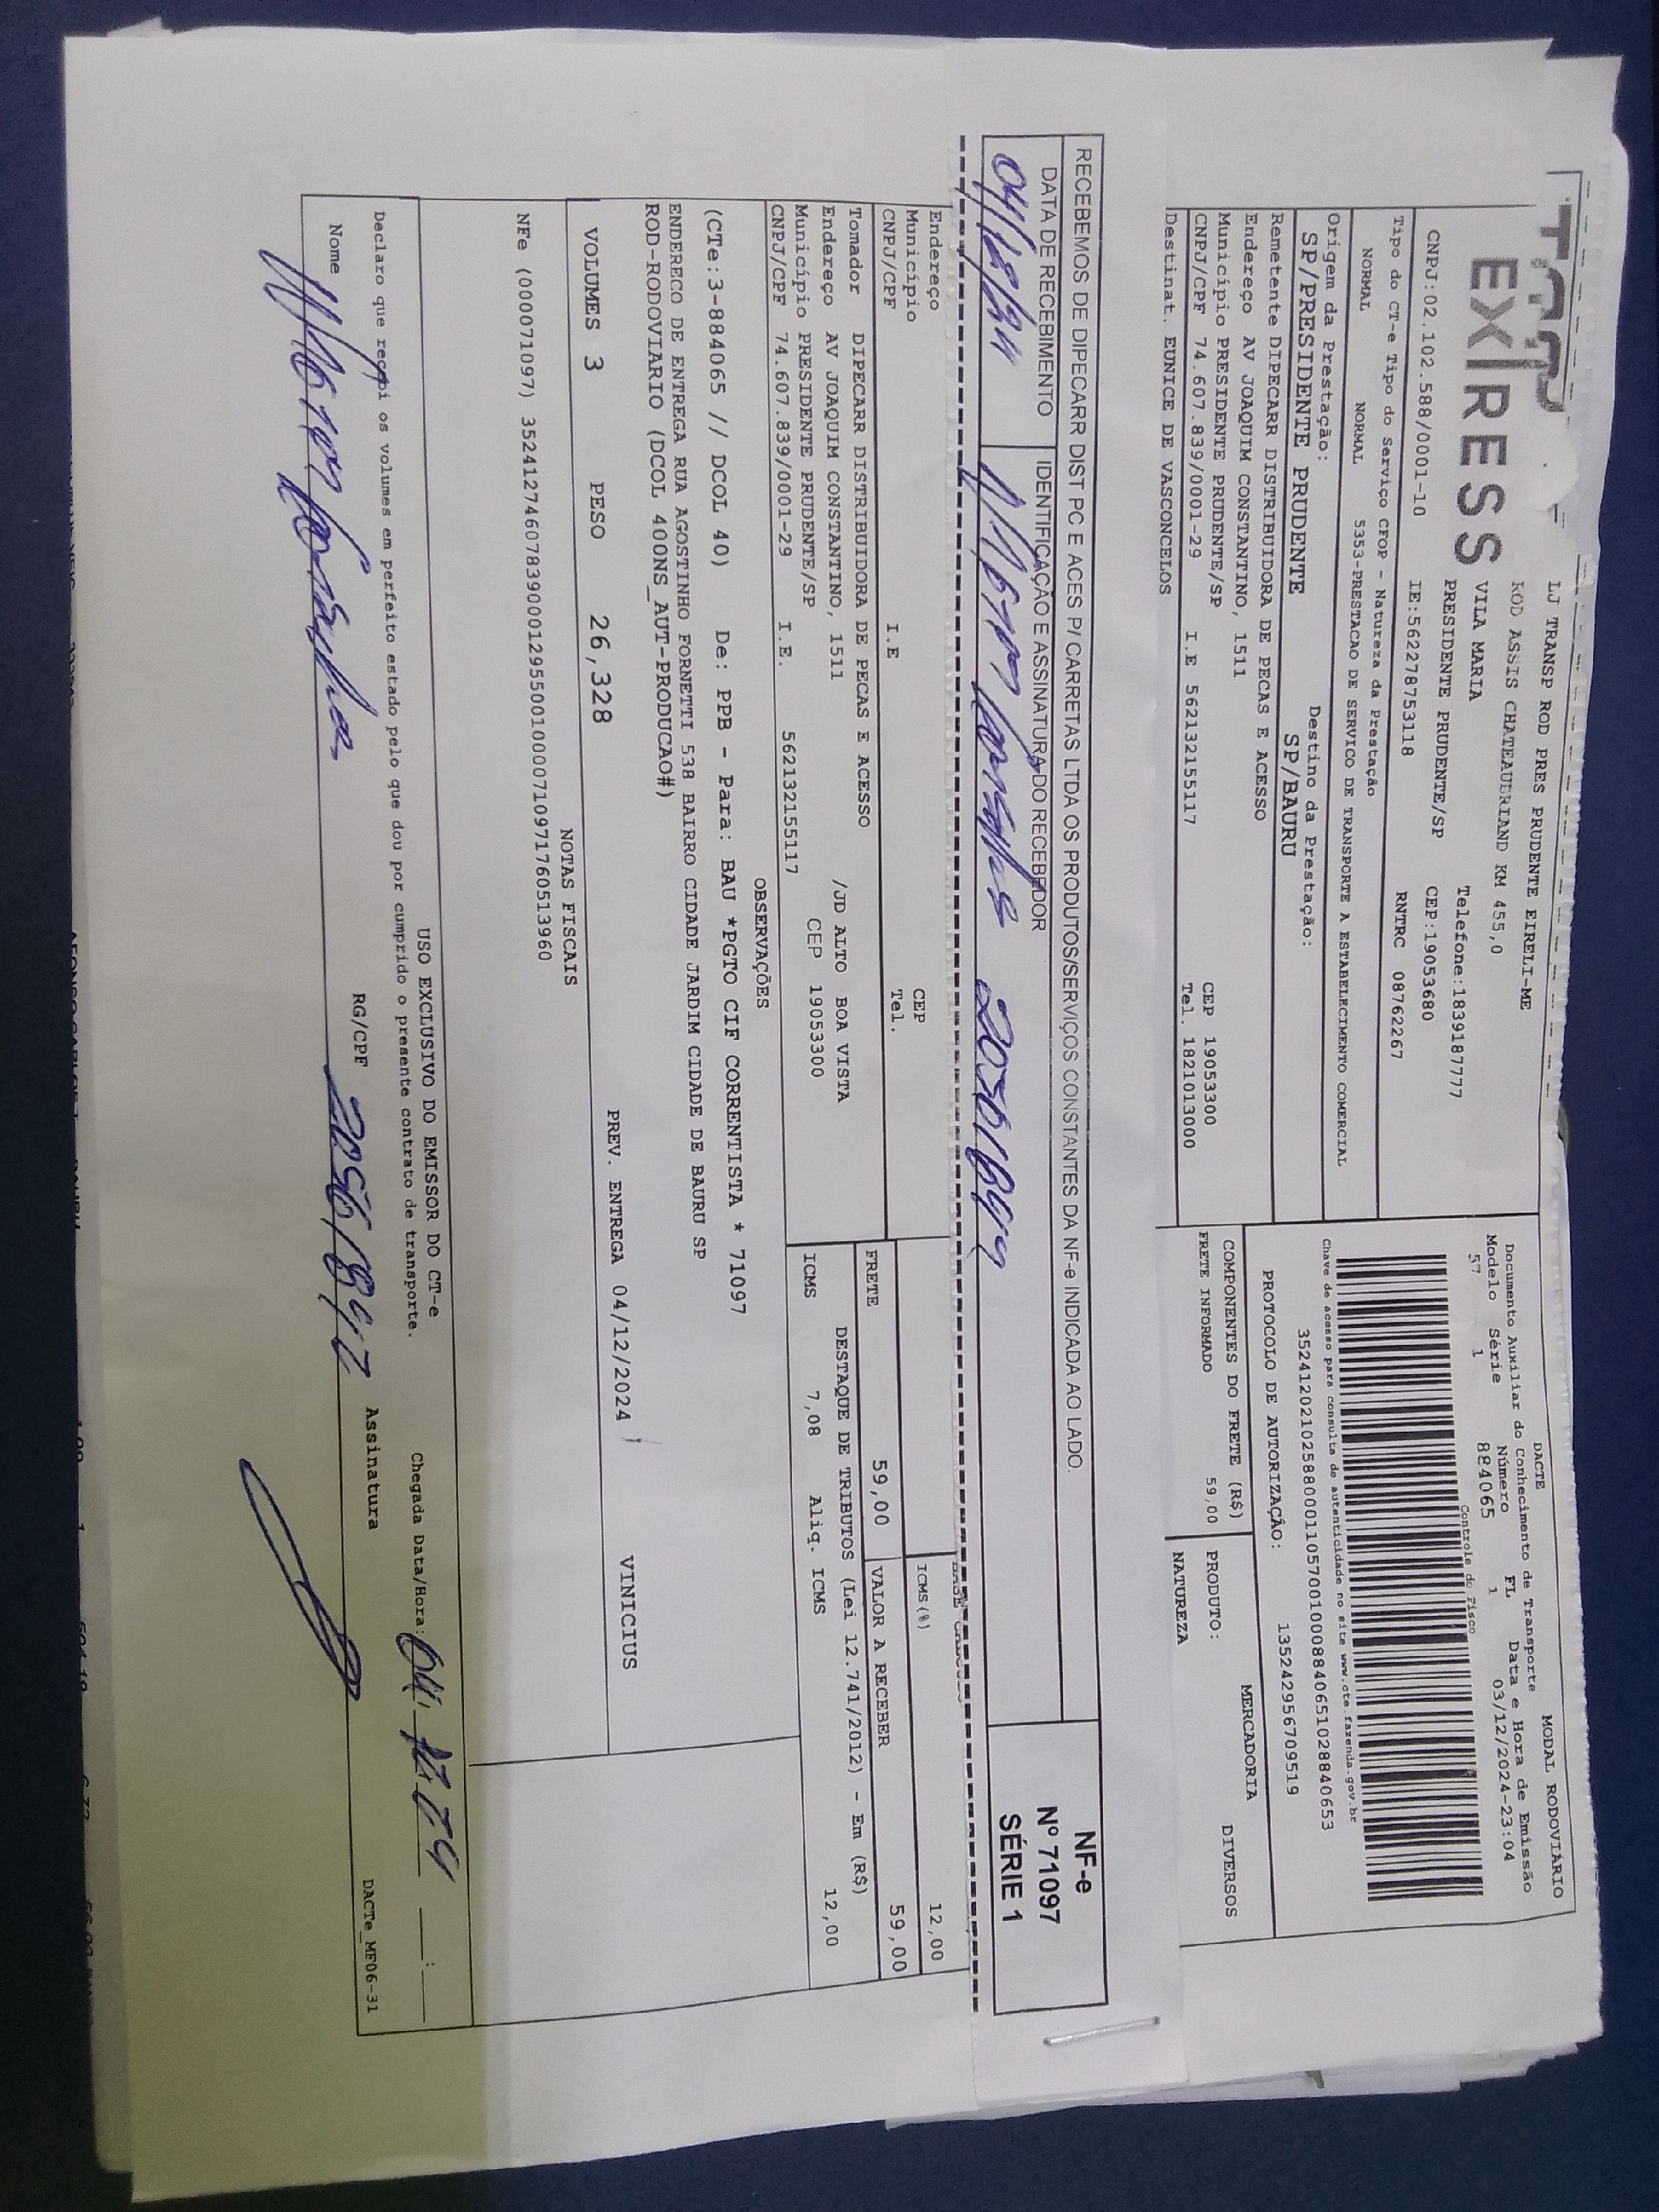 EXPRESS
LJ TRANSP ROD PRES PRUDENTE EIRELI-ME
ROD ASSIS CHATEAUBRIAND KM 455,0
VILA MARIA Telefone:1839187777
PRESIDENTE PRUDENTE/SP CEP:19053680
CNPJ:02.102.588/0001-10 IE:562278753118 RNTRC 08762267
Tipo do CT-e Tipo do Serviço CFOP - Natureza da Prestação
NORMAL NORMAL 5353-PRESTACAO DE SERVICO DE TRANSPORTE A ESTABELECIMENTO COMERCIAL
Origem da Prestação: Destino da Prestação:
SP/PRESIDENTE PRUDENTE SP/BAURU
Remetente DIPECARR DISTRIBUIDORA DE PECAS E ACESSO
Endereço AV JOAQUIM CONSTANTINO, 1511
Município PRESIDENTE PRUDENTE/SP CEP 19053300
CNPJ/CPF 74.607.839/0001-29 I.E 562132155117 Tel. 1821013000
Destinat. EUNICE DE VASCONCELOS
DACTE MODAL RODOVIÁRIO
Documento Auxiliar do Conhecimento de Transporte
Modelo Série Número FL Data e Hora de Emissão
57 1 884065 1 03/12/2024-23:04
Controle do Fisco
Chave de acesso para consulta de autenticidade no site www.cte.fazenda.gov.br
35241202102588000110570010008840651028840653
PROTOCOLO DE AUTORIZAÇÃO: 135242956709519
COMPONENTES DO FRETE (R$) MERCADORIA
FRETE INFORMADO 59,00 PRODUTO: DIVERSOS
NATUREZA
RECEBEMOS DE DIPECARR DIST PC E ACES P/ CARRETAS LTDA OS PRODUTOS/SERVIÇOS CONSTANTES DA NF-e INDICADA AO LADO.
DATA DE RECEBIMENTO IDENTIFICAÇÃO E ASSINATURA DO RECEBEDOR
NF-e
Nº 71097
SÉRIE 1
Endereço
Município CEP
CNPJ/CPF I.E Tel.
ICMS(%) 12,00
FRETE 59,00 VALOR A RECEBER 59,00
Tomador DIPECARR DISTRIBUIDORA DE PECAS E ACESSO
Endereço AV JOAQUIM CONSTANTINO, 1511 /JD ALTO BOA VISTA
Município PRESIDENTE PRUDENTE/SP CEP 19053300
CNPJ/CPF 74.607.839/0001-29 I.E. 562132155117
DESTAQUE DE TRIBUTOS (Lei 12.741/2012) - Em (R$)
ICMS 7,08 Aliq. ICMS 12,00
OBSERVAÇÕES
(CTe:3-884065 // DCOL 40) De: PPB - Para: BAU *PGTO CIF CORRENTISTA * 71097
ENDERECO DE ENTREGA RUA AGOSTINHO FORNETTI 538 BAIRRO CIDADE JARDIM CIDADE DE BAURU SP
ROD-RODOVIARIO (DCOL 400NS_AUT-PRODUCAO#)
VOLUMES 3 PESO 26,328 PREV. ENTREGA 04/12/2024 VINICIUS
NOTAS FISCAIS
NFe (000071097) 35241274607839000129550010000710971760513960
USO EXCLUSIVO DO EMISSOR DO CT-e
Declaro que recebi os volumes em perfeito estado pelo que dou por cumprido o presente contrato de transporte.
Chegada Data/Hora:
Nome RG/CPF Assinatura
DACTe_MF06-31